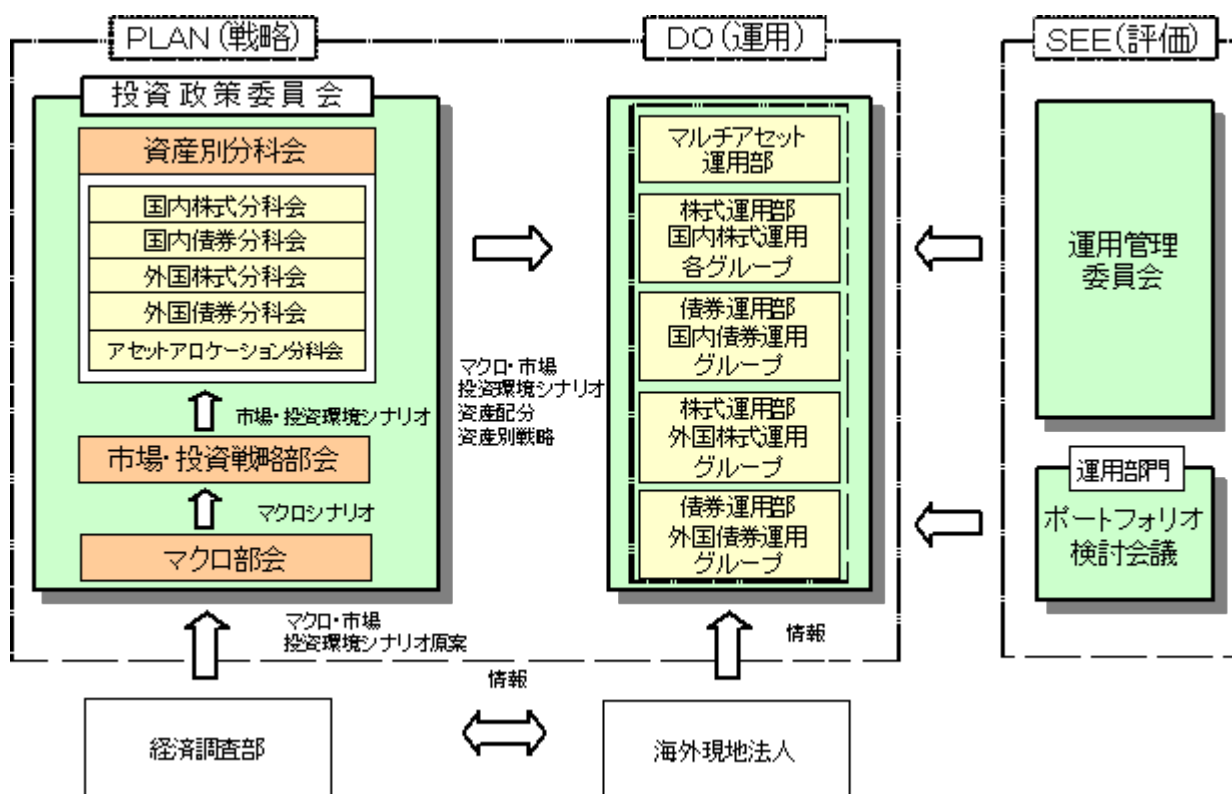 PLAN(戦略)
投資政策委員会
資産別分科会
国内株式分科会
国内債券分科会
外国株式分科会
外国債券分科会
アセットアロケーション分科会
市場・投資環境シナリオ
市場・投資戦略部会
マクロシナリオ
マクロ部会
マクロ・市場
投資環境シナリオ原案
経済調査部
マクロ・市場
投資環境シナリオ
資産配分
資産別戦略
DO(運用)
マルチアセット
運用部
株式運用部
国内株式運用
各グループ
債券運用部
国内債券運用
グループ
株式運用部
外国株式運用
グループ
債券運用部
外国債券運用
グループ
情報
情報
海外現地法人
SEE(評価)
運用管理
委員会
運用部門
ポートフォリオ
検討会議